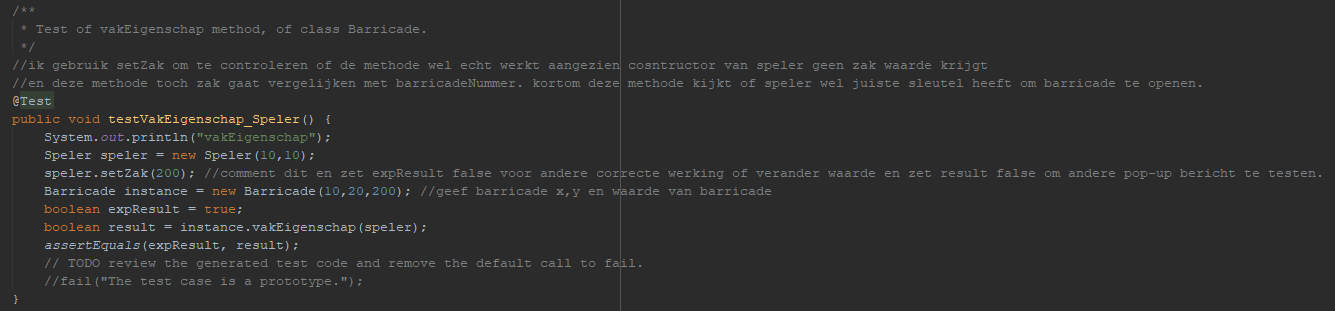 /**
 * Test of vakEigenschap method, of class Barricade.
 */
//ik gebruik setZak om te controleren of de methode wel echt werkt aangezien cosntructor van speler geen zak waarde krijgt
//en deze methode toch zak gaat vergelijken met barricadeNummer. kortom deze methode kijkt of speler wel juiste sleutel heeft om barricade te openen.
@Test
public void testVakEigenschap_Speler() {
    System.out.println("vakEigenschap");
    Speler speler = new Speler(10,10);
    speler.setZak(200); //comment dit en zet expResult false voor andere correcte werking of verander waarde en zet result false om andere pop-up bericht te testen.
    Barricade instance = new Barricade(10,20,200); //geef barricade x,y en waarde van barricade
    boolean expResult = true;
    boolean result = instance.vakEigenschap(speler);
    assertEquals(expResult, result);
    // TODO review the generated test code and remove the default call to fail.
    //fail("The test case is a prototype.");
}